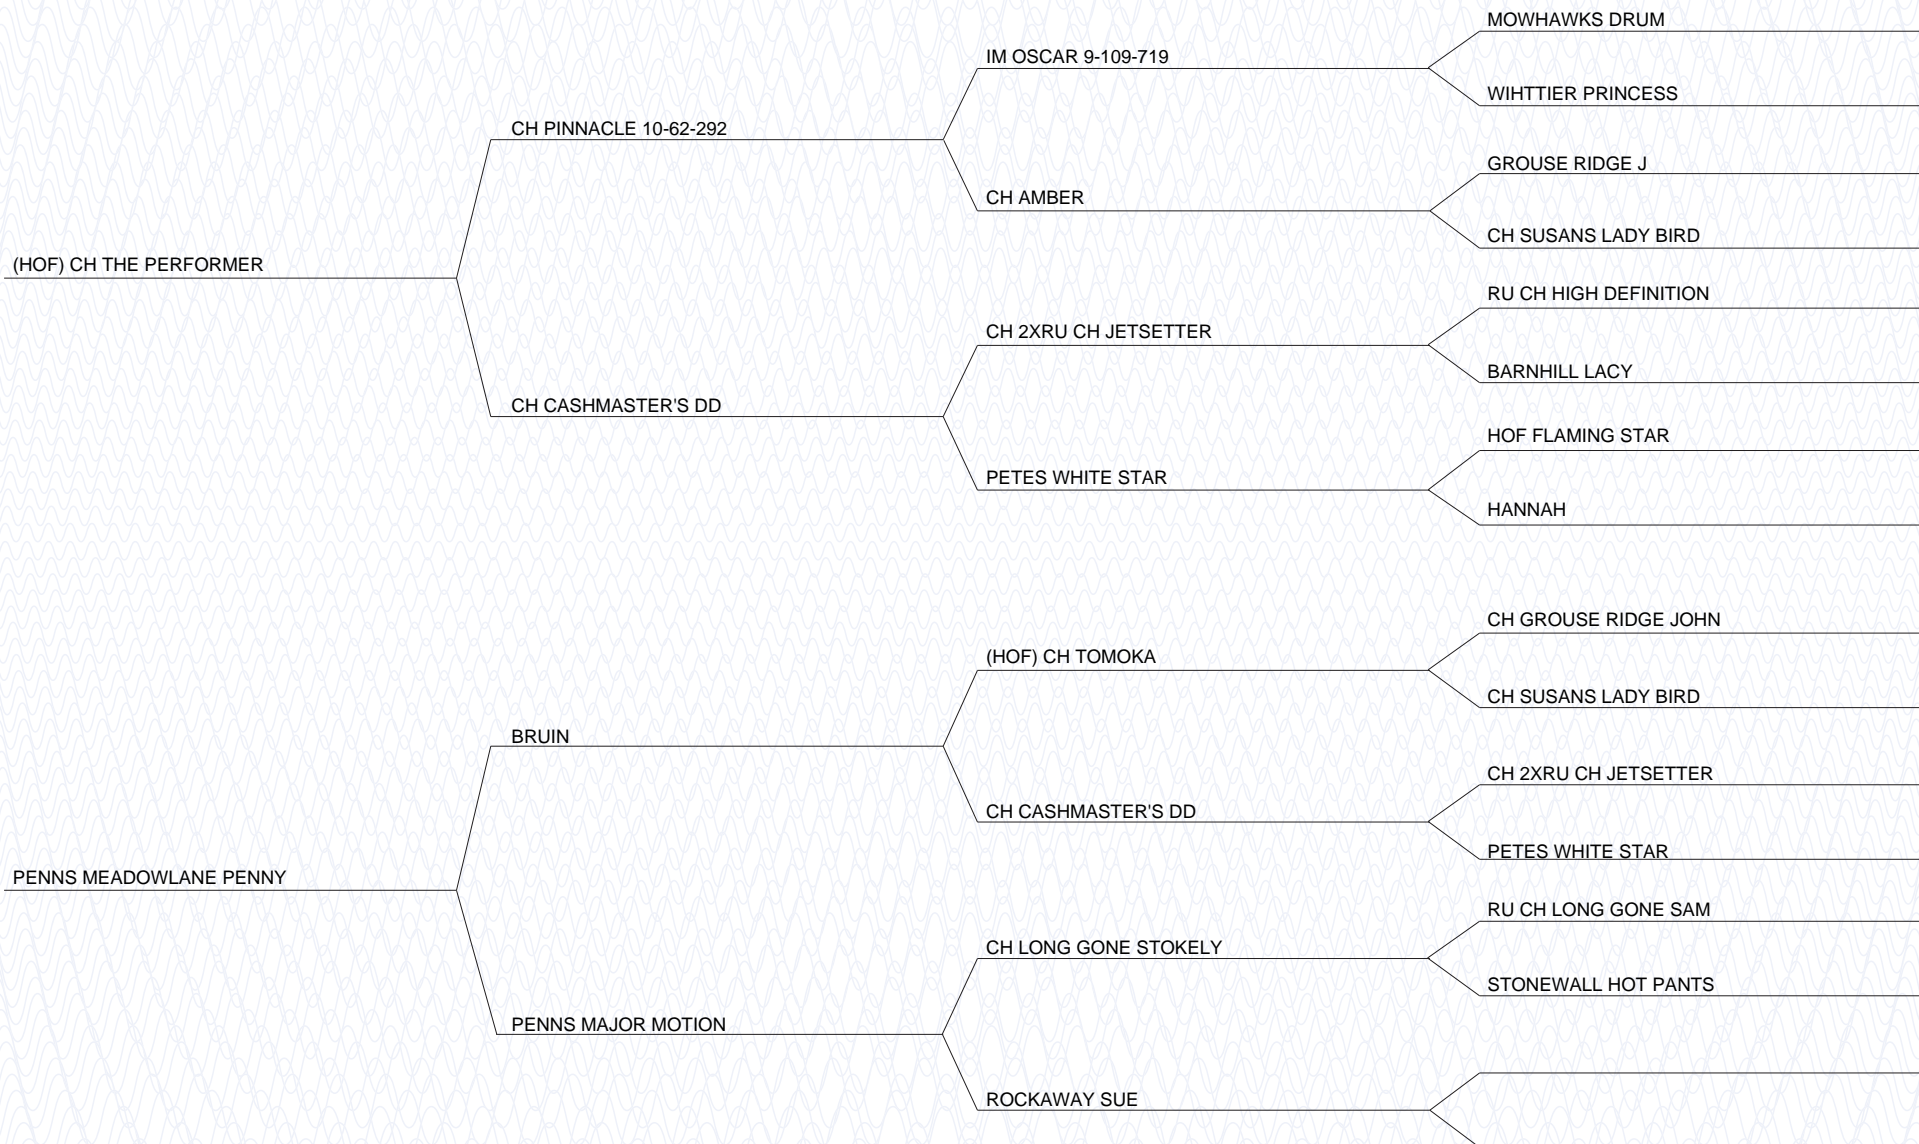 MOWHAWKS DRUM
IM OSCAR 9-109-719
WIHTTIER PRINCESS
CH PINNACLE 10-62-292
GROUSE RIDGE J
CH AMBER
CH SUSANS LADY BIRD
(HOF) CH THE PERFORMER
RU CH HIGH DEFINITION
CH 2XRU CH JETSETTER
BARNHILL LACY
CH CASHMASTER'S DD
HOF FLAMING STAR
PETES WHITE STAR
HANNAH
CH GROUSE RIDGE JOHN
(HOF) CH TOMOKA
CH SUSANS LADY BIRD
BRUIN
CH 2XRU CH JETSETTER
CH CASHMASTER'S DD
PETES WHITE STAR
PENNS MEADOWLANE PENNY
RU CH LONG GONE SAM
CH LONG GONE STOKELY
STONEWALL HOT PANTS
PENNS MAJOR MOTION
ROCKAWAY SUE